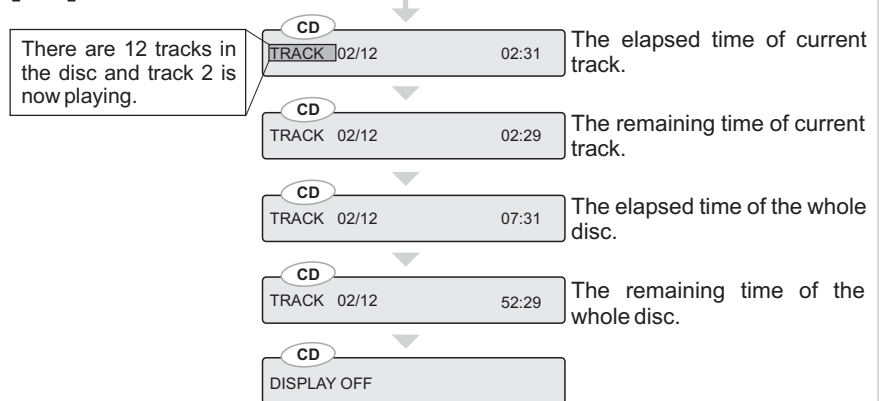 There are 12 tracks in
the disc and track 2 is
now playing.
CD
TRACK 02/12 02:31
The elapsed time of current
track.
CD
TRACK 02/12 02:29
The remaining time of current
track.
CD
TRACK 02/12 07:31
The elapsed time of the whole
disc.
CD
TRACK 02/12 52:29
The remaining time of the
whole disc.
CD
DISPLAY OFF